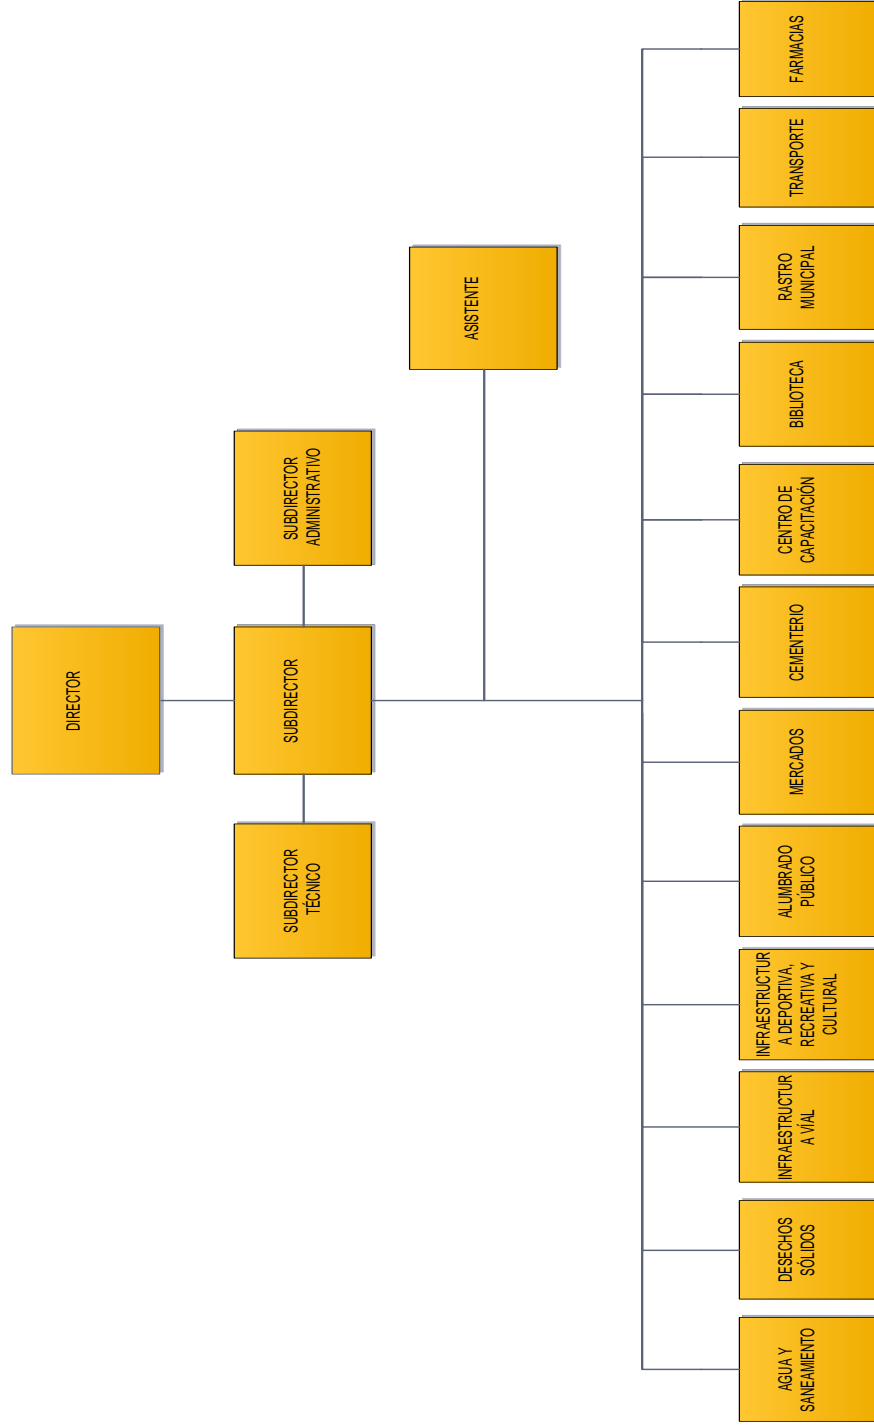 DIRECTOR
SUBDIRECTOR
TÉCNICO
SUBDIRECTOR
SUBDIRECTOR
ADMINISTRATIVO
ASISTENTE
AGUA Y
SANEAMIENTO
DESECHOS
SÓLIDOS
INFRAESTRUCTUR
A VÍAL
INFRAESTRUCTUR
A DEPORTIVA,
RECREATIVA Y
CULTURAL
ALUMBRADO
PÚBLICO
MERCADOS
CEMENTERIO
CENTRO DE
CAPACITACIÓN
BIBLIOTECA
RASTRO
MUNICIPAL
TRANSPORTE
FARMACIAS